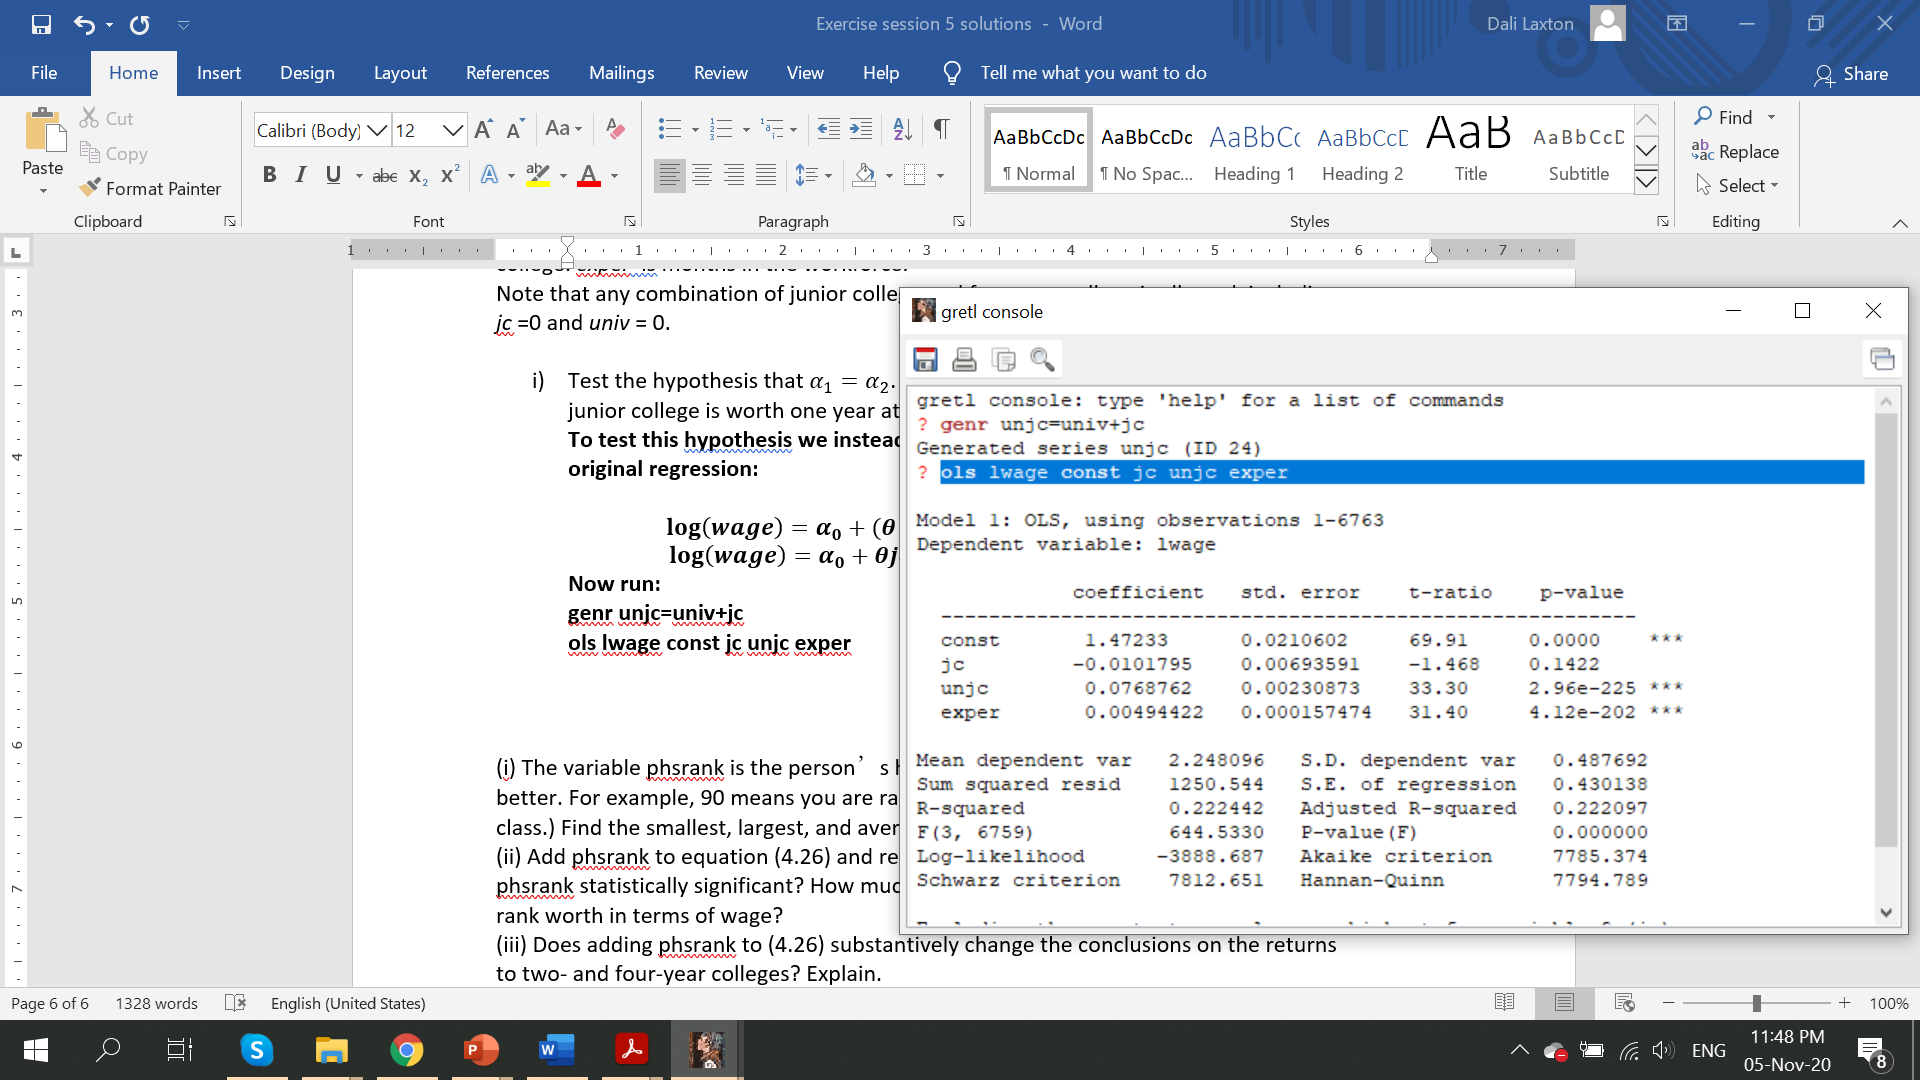 Exercise session 5 solutions - Word
Dali Laxton
File Home Insert Design Layout References Mailings Review View Help Tell me what you want to do Share
Paste
Cut
Copy
Format Painter
Clipboard
Calibri (Body) 12
Font
Paragraph
AaBbCcDc AaBbCcDc AaBbCc AaBbCcD AaB AaBbCcD
¶ Normal ¶ No Spac... Heading 1 Heading 2 Title Subtitle
Styles
Find
Replace
Select
Editing
1 1 2 3 4 5 6 7
Note that any combination of junior colle
jc =0 and univ = 0.
i) Test the hypothesis that α₁ = α₂.
junior college is worth one year at
To test this hypothesis we instead
original regression:
log(wage) = α₀ + (θ
log(wage) = α₀ + θj
Now run:
genr unjc=univ+jc
ols lwage const jc unjc exper
(i) The variable phsrank is the person's h
better. For example, 90 means you are ra
class.) Find the smallest, largest, and aver
(ii) Add phsrank to equation (4.26) and re
phsrank statistically significant? How muc
rank worth in terms of wage?
(iii) Does adding phsrank to (4.26) substantively change the conclusions on the returns
to two- and four-year colleges? Explain.
gretl console
gretl console: type 'help' for a list of commands
? genr unjc=univ+jc
Generated series unjc (ID 24)
? ols lwage const jc unjc exper
Model 1: OLS, using observations 1-6763
Dependent variable: lwage
coefficient std. error t-ratio p-value
const 1.47233 0.0210602 69.91 0.0000 ***
jc -0.0101795 0.00693591 -1.468 0.1422
unjc 0.0768762 0.00230873 33.30 2.96e-225 ***
exper 0.00494422 0.000157474 31.40 4.12e-202 ***
Mean dependent var 2.248096 S.D. dependent var 0.487692
Sum squared resid 1250.544 S.E. of regression 0.430138
R-squared 0.222442 Adjusted R-squared 0.222097
F(3, 6759) 644.5330 P-value(F) 0.000000
Log-likelihood -3888.687 Akaike criterion 7785.374
Schwarz criterion 7812.651 Hannan-Quinn 7794.789
Page 6 of 6 1328 words English (United States) 100%
ENG
11:48 PM
05-Nov-20
8